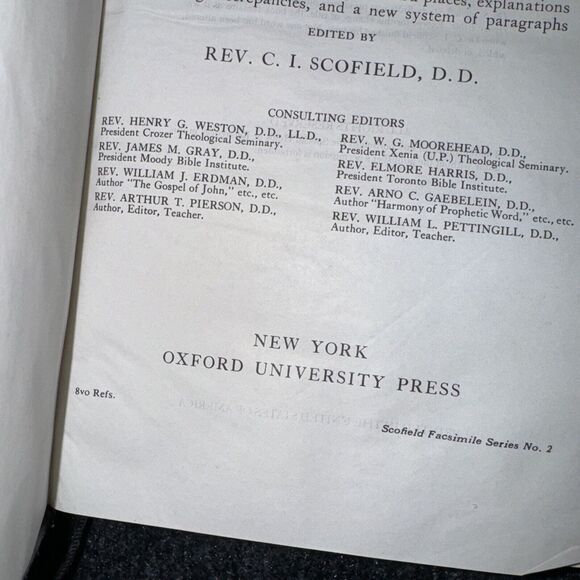 places, explanations
discrepancies, and a new system of paragraphs
EDITED BY
REV. C. I. SCOFIELD, D. D.
CONSULTING EDITORS
REV. HENRY G. WESTON, D.D., LL.D.,
President Crozer Theological Seminary.
REV. JAMES M. GRAY, D.D.,
President Moody Bible Institute.
REV. WILLIAM J. ERDMAN, D.D.,
Author "The Gospel of John," etc., etc.
REV. ARTHUR T. PIERSON, D.D.,
Author, Editor, Teacher.
REV. W. G. MOOREHEAD, D.D.,
President Xenia (U.P.) Theological Seminary.
REV. ELMORE HARRIS, D.D.,
President Toronto Bible Institute.
REV. ARNO C. GAEBELEIN, D.D.,
Author "Harmony of Prophetic Word," etc., etc.
REV. WILLIAM L. PETTINGILL, D.D.,
Author, Editor, Teacher.
NEW YORK
OXFORD UNIVERSITY PRESS
8vo Refs.
Scofield Facsimile Series No. 2